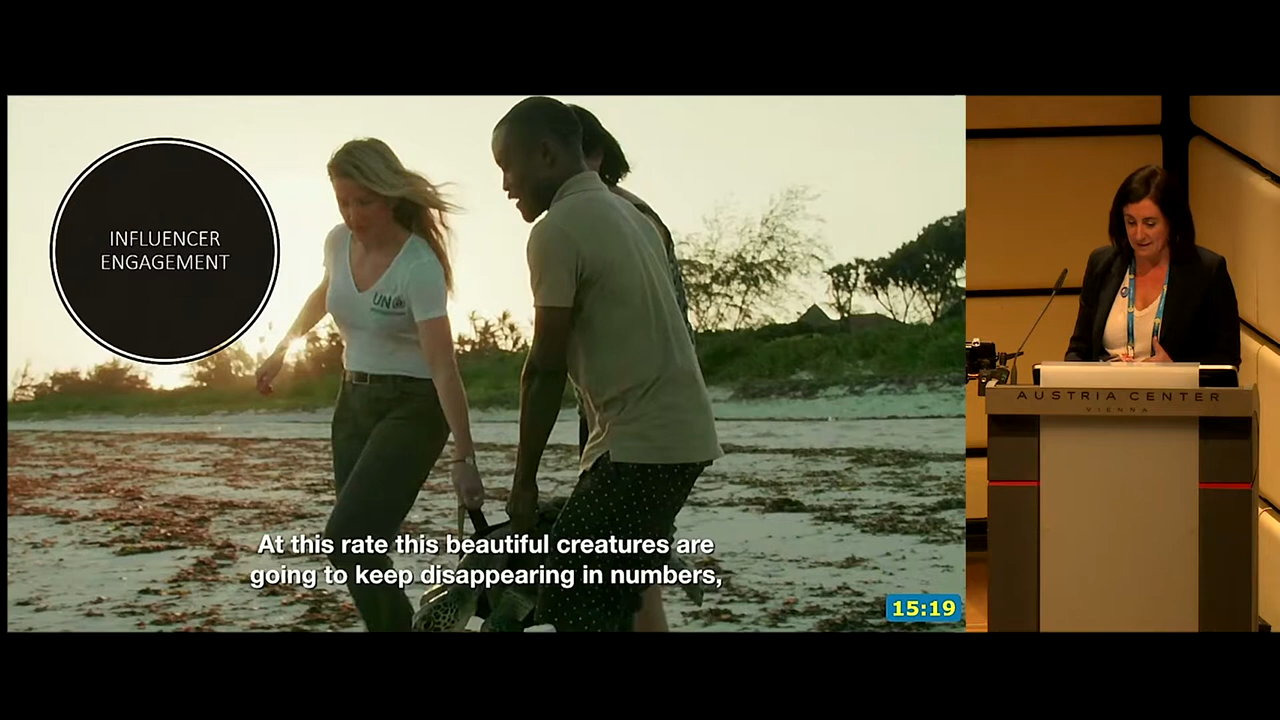 INFLUENCER
ENGAGEMENT
UN
At this rate this beautiful creatures are
going to keep disappearing in numbers,
15:19
AUSTRIA CENTER
VIENNA